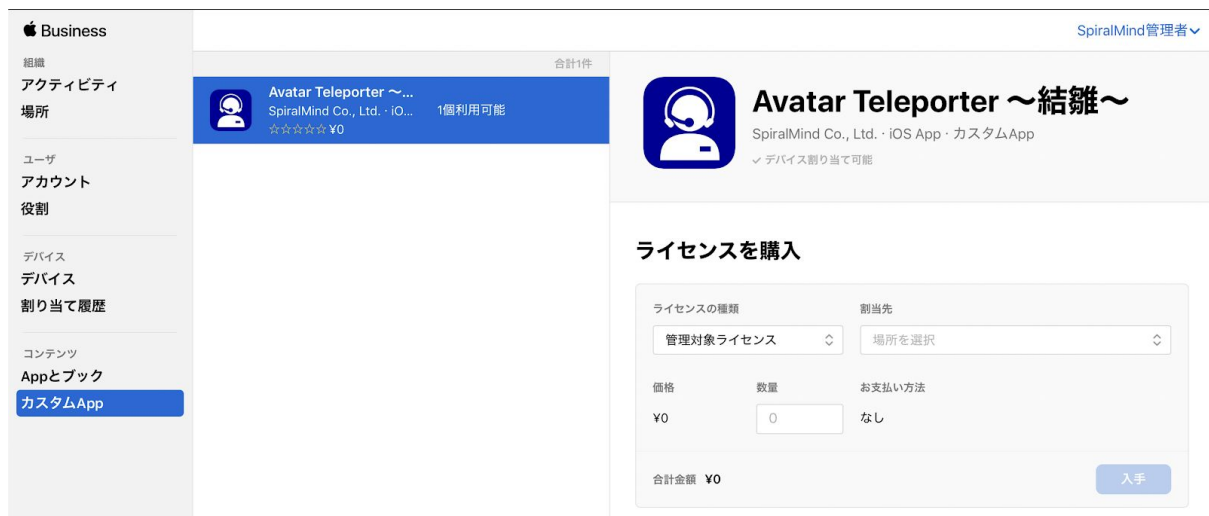 Business
SpiralMind管理者
組織
アクティビティ
場所
ユーザ
アカウント
役割
デバイス
デバイス
割り当て履歴
コンテンツ
Appとブック
カスタムApp
合計1件
Avatar Teleporter 〜...
SpiralMind Co., Ltd. · iO...
1個利用可能
☆☆☆☆☆ ¥0
Avatar Teleporter 〜結雛〜
SpiralMind Co., Ltd. · iOS App · カスタムApp
✓ デバイス割り当て可能
ライセンスを購入
ライセンスの種類 割当先
管理対象ライセンス 場所を選択
価格 数量 お支払い方法
¥0 0 なし
合計金額 ¥0 入手